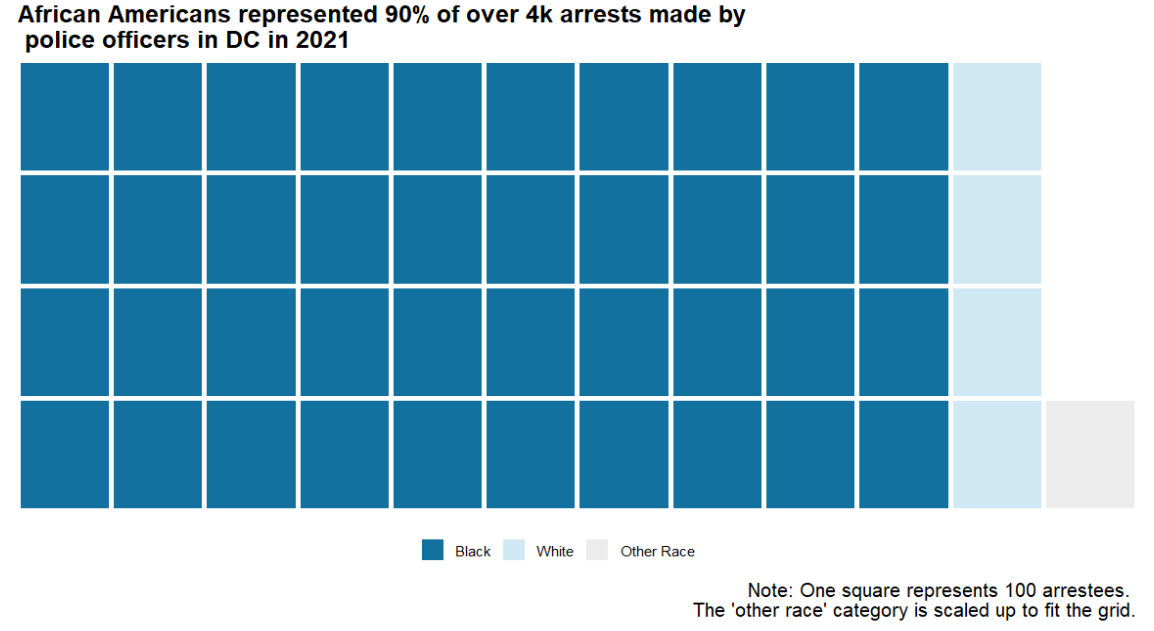 African Americans represented 90% of over 4k arrests made by
police officers in DC in 2021
Black White Other Race
Note: One square represents 100 arrestees.
The 'other race' category is scaled up to fit the grid.